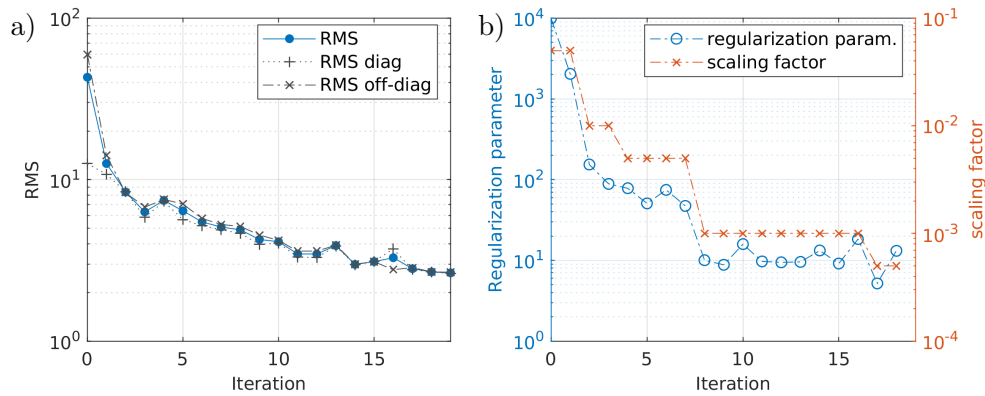 a)
10^2
10^1
10^0
RMS
0
5
10
15
Iteration
RMS
RMS diag
RMS off-diag
b)
10^4
10^3
10^2
10^1
10^0
Regularization parameter
0
5
10
15
Iteration
regularization param.
scaling factor
10^-1
10^-2
10^-3
10^-4
scaling factor